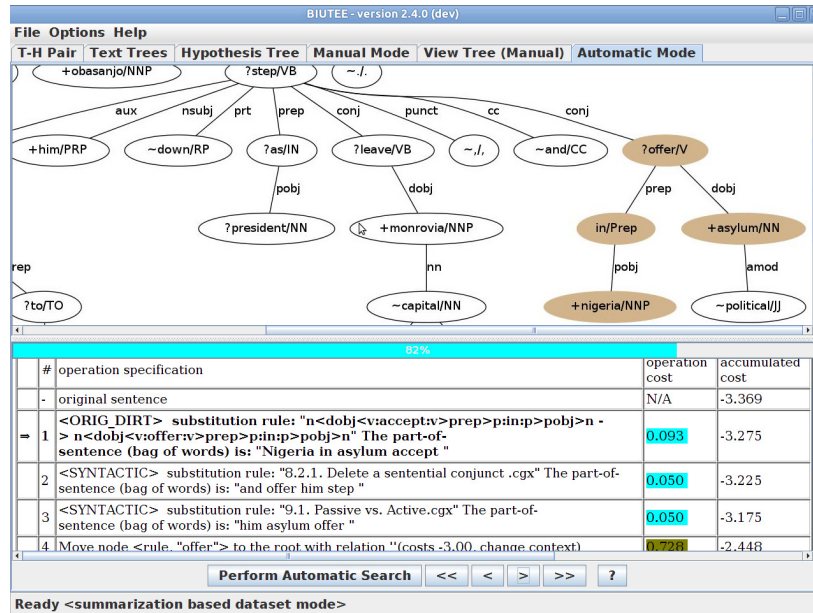 BIUTEE - version 2.4.0 (dev)
File Options Help
T-H Pair Text Trees Hypothesis Tree Manual Mode View Tree (Manual) Automatic Mode
+obasanjo/NNP ?step/VB ~./.
aux nsubj prt prep conj punct cc conj
+him/PRP ~down/RP ?as/IN ?leave/VB ~,/, ~and/CC ?offer/V
pobj dobj prep dobj
?president/NN +monrovia/NNP in/Prep +asylum/NN
rep nn pobj amod
?to/TO ~capital/NN +nigeria/NNP ~political/JJ
82%
# operation specification operation cost accumulated cost
- original sentence N/A -3.369
⇒ 1 <ORIG_DIRT> substitution rule: "n<dobj<v:accept:v>prep>p:in:p>pobj>n -
> n<dobj<v:offer:v>prep>p:in:p>pobj>n" The part-of-
sentence (bag of words) is: "Nigeria in asylum accept " 0.093 -3.275
2 <SYNTACTIC> substitution rule: "8.2.1. Delete a sentential conjunct .cgx" The part-of-
sentence (bag of words) is: "and offer him step " 0.050 -3.225
3 <SYNTACTIC> substitution rule: "9.1. Passive vs. Active.cgx" The part-of-
sentence (bag of words) is: "him asylum offer " 0.050 -3.175
4 Move node <rule, "offer"> to the root with relation ''(costs -3.00, change context) 0.728 -2.448
Perform Automatic Search << < > >> ?
Ready <summarization based dataset mode>